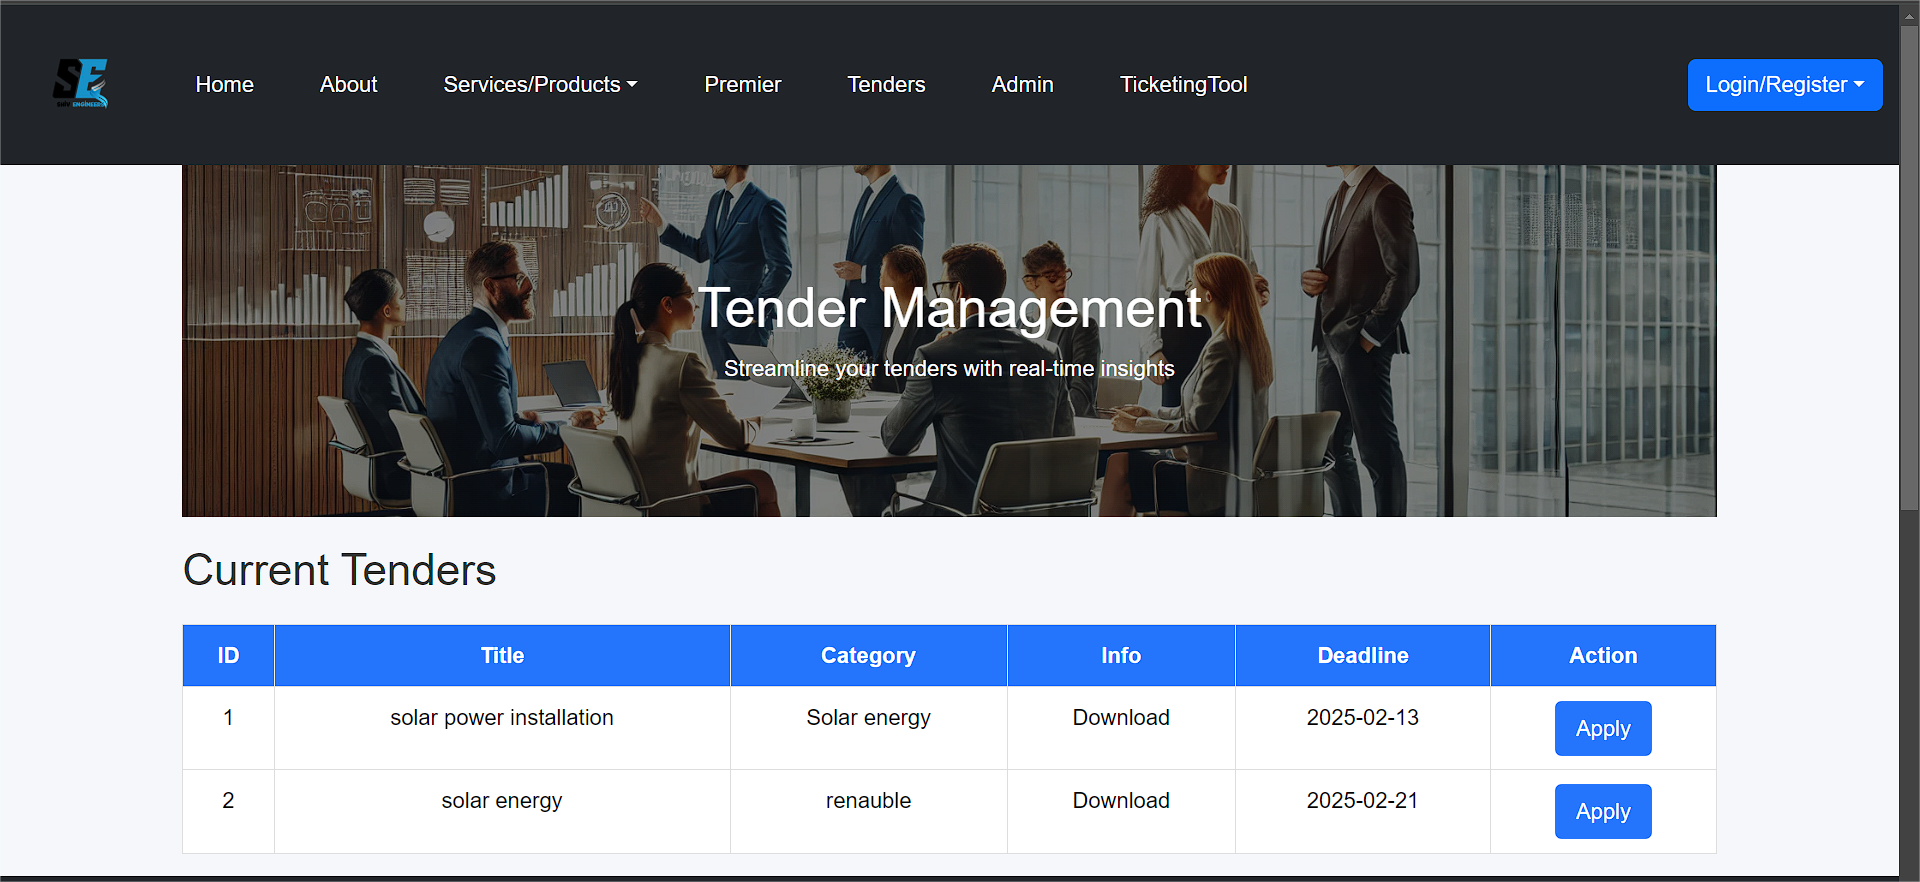 SE
ENGINEERS
Home About Services/Products Premier Tenders Admin TicketingTool Login/Register
Tender Management
Streamline your tenders with real-time insights
Current Tenders
ID Title Category Info Deadline Action
1 solar power installation Solar energy Download 2025-02-13 Apply
2 solar energy renauble Download 2025-02-21 Apply